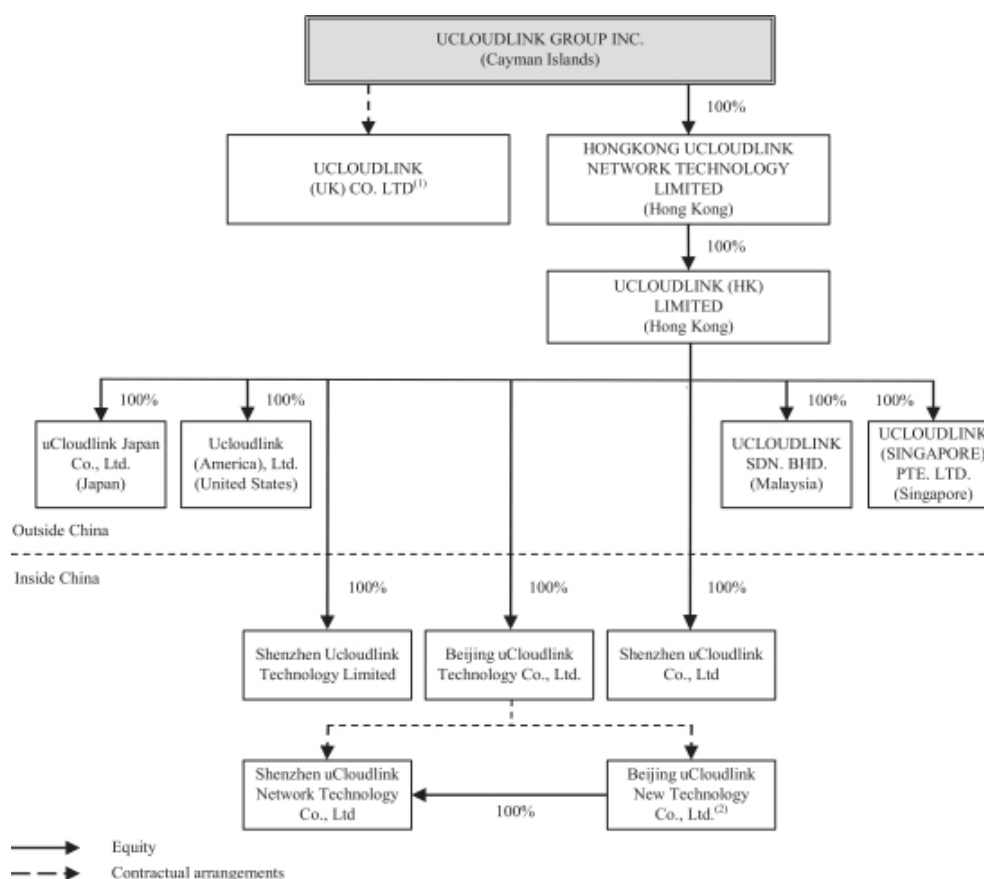 UCLOUDLINK GROUP INC.
(Cayman Islands)
100%
UCLOUDLINK
(UK) CO. LTD(1)
HONGKONG UCLOUDLINK
NETWORK TECHNOLOGY
LIMITED
(Hong Kong)
100%
UCLOUDLINK (HK)
LIMITED
(Hong Kong)
100%
100%
100%
100%
uCloudlink Japan
Co., Ltd.
(Japan)
Ucloudlink
(America), Ltd.
(United States)
UCLOUDLINK
SDN. BHD.
(Malaysia)
UCLOUDLINK
(SINGAPORE)
PTE. LTD.
(Singapore)
Outside China
Inside China
100%
100%
100%
Shenzhen Ucloudlink
Technology Limited
Beijing uCloudlink
Technology Co., Ltd.
Shenzhen uCloudlink
Co., Ltd
Shenzhen uCloudlink
Network Technology
Co., Ltd
100%
Beijing uCloudlink
New Technology
Co., Ltd.(2)
Equity
Contractual arrangements